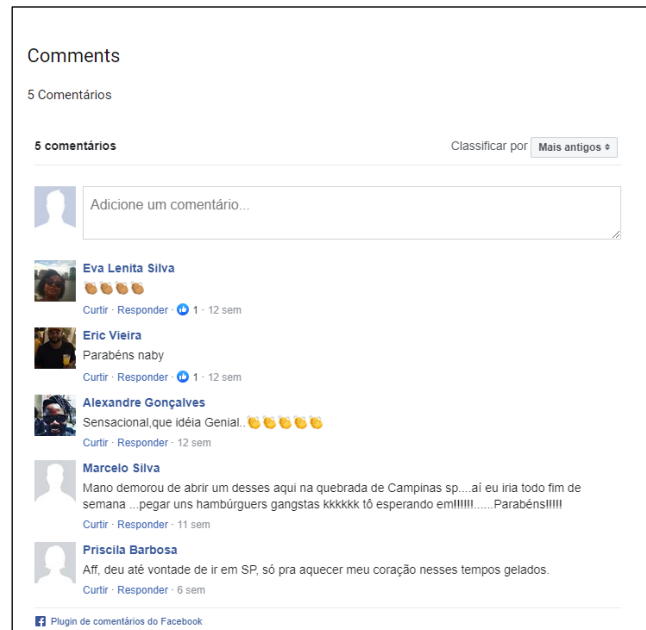 Comments
5 Comentários
5 comentários
Classificar por Mais antigos
Adicione um comentário...
Eva Lenita Silva
👏🏽👏🏽👏🏽👏🏽
Curtir · Responder · 1 · 12 sem
Eric Vieira
Parabéns naby
Curtir · Responder · 1 · 12 sem
Alexandre Gonçalves
Sensacional,que idéia Genial..👏👏👏👏👏
Curtir · Responder · 12 sem
Marcelo Silva
Mano demorou de abrir um desses aqui na quebrada de Campinas sp....aí eu iria todo fim de
semana ...pegar uns hambúrguers gangstas kkkkkk tô esperando em!!!!!!......Parabéns!!!!!
Curtir · Responder · 11 sem
Priscila Barbosa
Aff, deu até vontade de ir em SP, só pra aquecer meu coração nesses tempos gelados.
Curtir · Responder · 6 sem
Plugin de comentários do Facebook